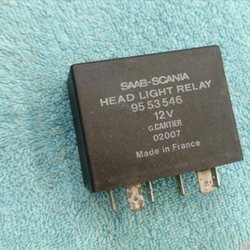 SAAB-SCANIA
HEAD LIGHT RELAY
95 53 546
12V
G.CARTIER
02007
Made in France